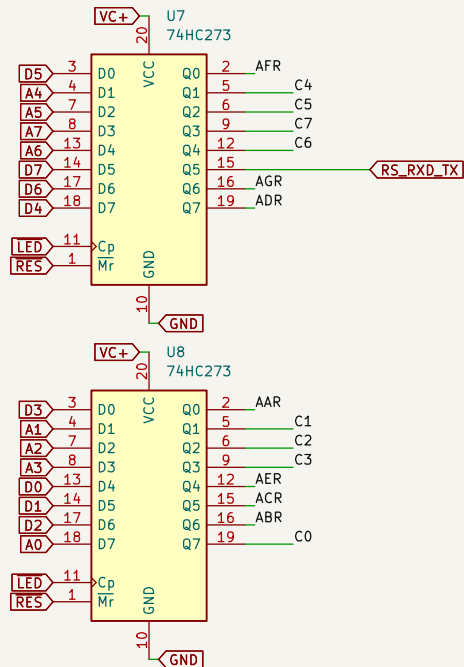 VC+ U7
20 74HC273
VCC
D5 3 D0 Q0 2 AFR
A4 4 D1 Q1 5 C4
A5 7 D2 Q2 6 C5
A7 8 D3 Q3 9 C7
A6 13 D4 Q4 12 C6
D7 14 D5 Q5 15 RS_RXD_TX
D6 17 D6 Q6 16 AGR
D4 18 D7 Q7 19 ADR
L̅E̅D̅ 11 Cp
R̅E̅S̅ 1 M̅r̅
GND
10
GND
VC+ U8
20 74HC273
VCC
D3 3 D0 Q0 2 AAR
A1 4 D1 Q1 5 C1
A2 7 D2 Q2 6 C2
A3 8 D3 Q3 9 C3
D0 13 D4 Q4 12 AER
D1 14 D5 Q5 15 ACR
D2 17 D6 Q6 16 ABR
A0 18 D7 Q7 19 C0
L̅E̅D̅ 11 Cp
R̅E̅S̅ 1 M̅r̅
GND
10
GND